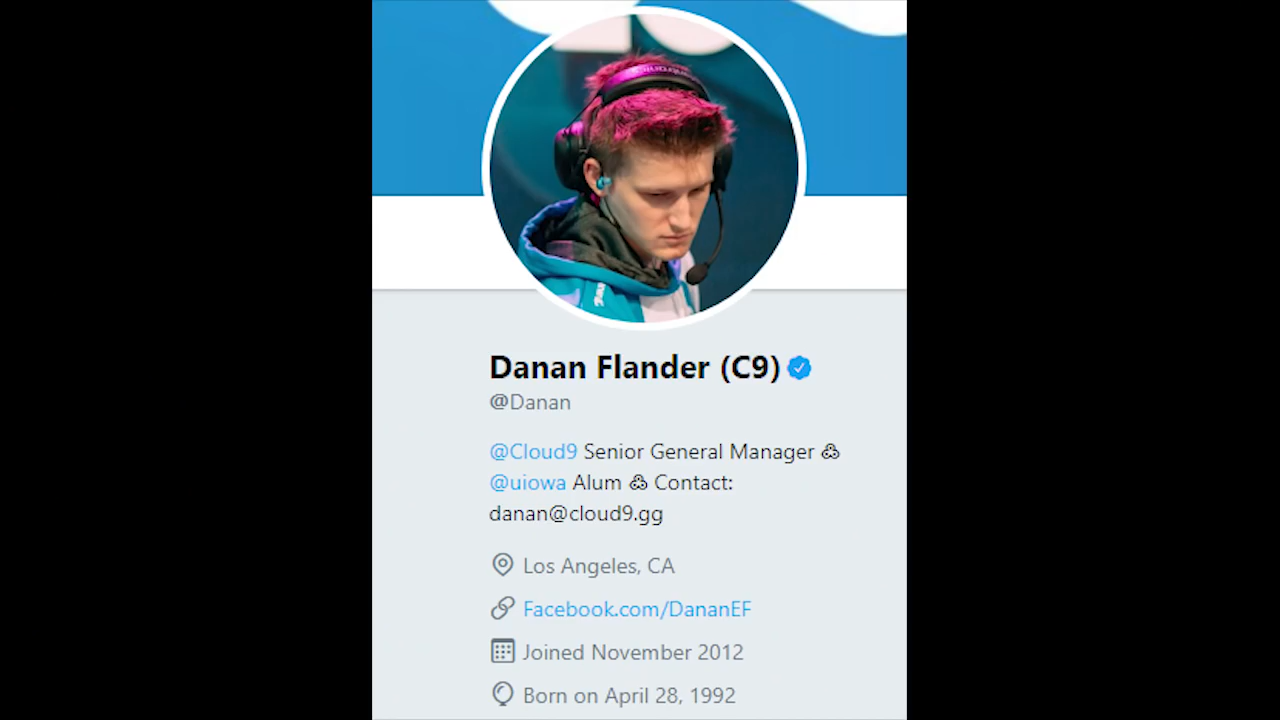 Danan Flander (C9)
@Danan
@Cloud9 Senior General Manager
@uiowa Alum Contact:
danan@cloud9.gg
Los Angeles, CA
Facebook.com/DananEF
Joined November 2012
Born on April 28, 1992